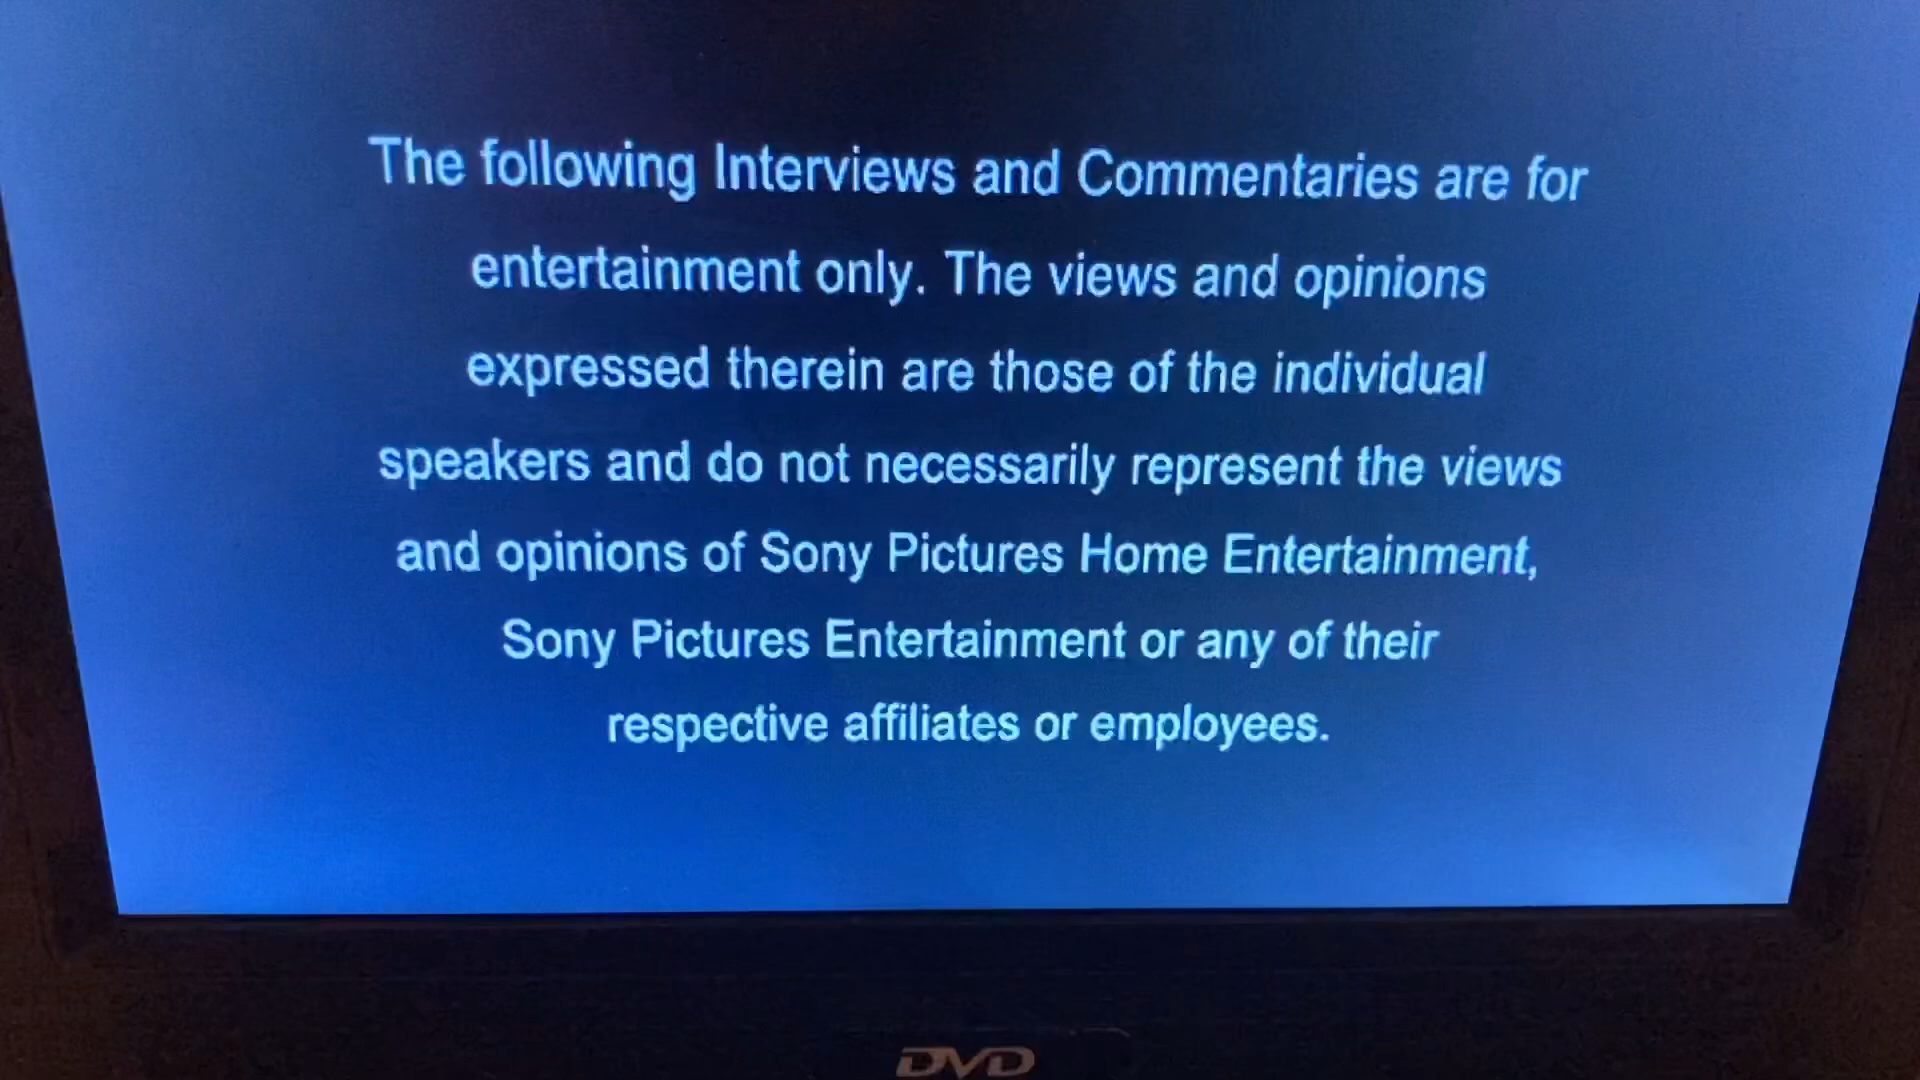 The following Interviews and Commentaries are for
entertainment only. The views and opinions
expressed therein are those of the individual
speakers and do not necessarily represent the views
and opinions of Sony Pictures Home Entertainment,
Sony Pictures Entertainment or any of their
respective affiliates or employees.
DVD